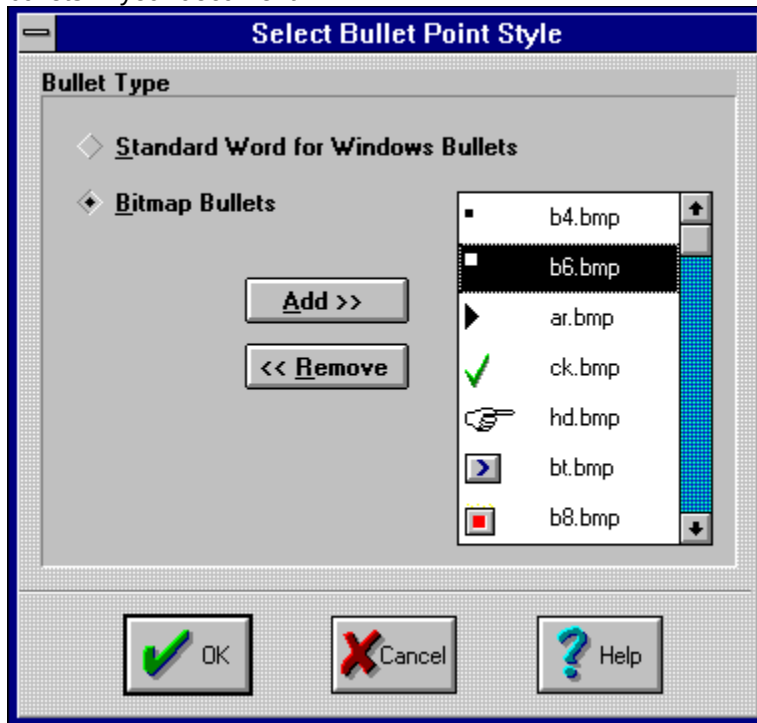 Select Bullet Point Style
Bullet Type
Standard Word for Windows Bullets
Bitmap Bullets
b4.bmp
b6.bmp
Add >>
ar.bmp
<< Remove
ck.bmp
hd.bmp
bt.bmp
b8.bmp
OK
Cancel
Help